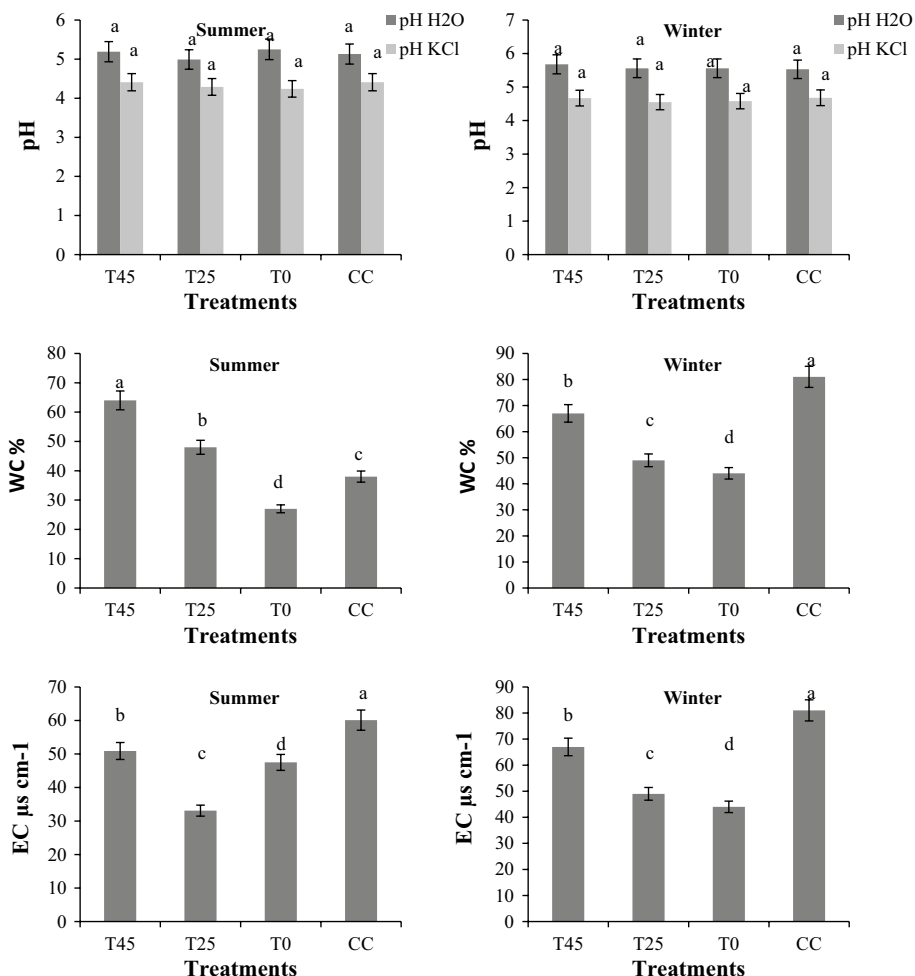 Summer
pH H2O
pH KCl
a a a a a a a a
6
5
4
3
2
1
0
pH
T45 T25 T0 CC
Treatments
Winter
pH H2O
pH KCl
a a a a a a a a
7
6
5
4
3
2
1
0
pH
T45 T25 T0 CC
Treatments
Summer
80
70
60
50
40
30
20
10
0
WC %
a b d c
T45 T25 T0 CC
Treatments
Winter
90
80
70
60
50
40
30
20
10
0
WC %
b c d a
T45 T25 T0 CC
Treatments
Summer
70
60
50
40
30
20
10
0
EC µs cm-1
b c d a
T45 T25 T0 CC
Treatments
Winter
90
80
70
60
50
40
30
20
10
0
EC µs cm-1
b c d a
T45 T25 T0 CC
Treatments